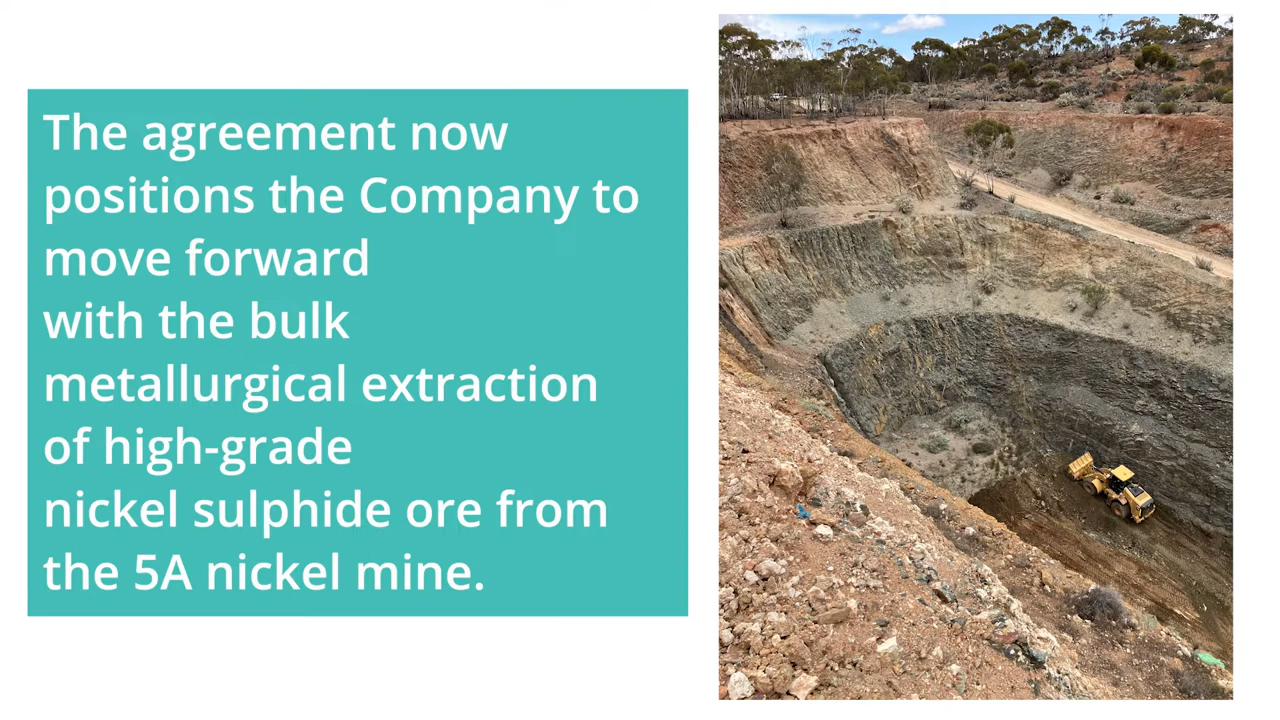 The agreement now
positions the Company to
move forward
with the bulk
metallurgical extraction
of high-grade
nickel sulphide ore from
the 5A nickel mine.